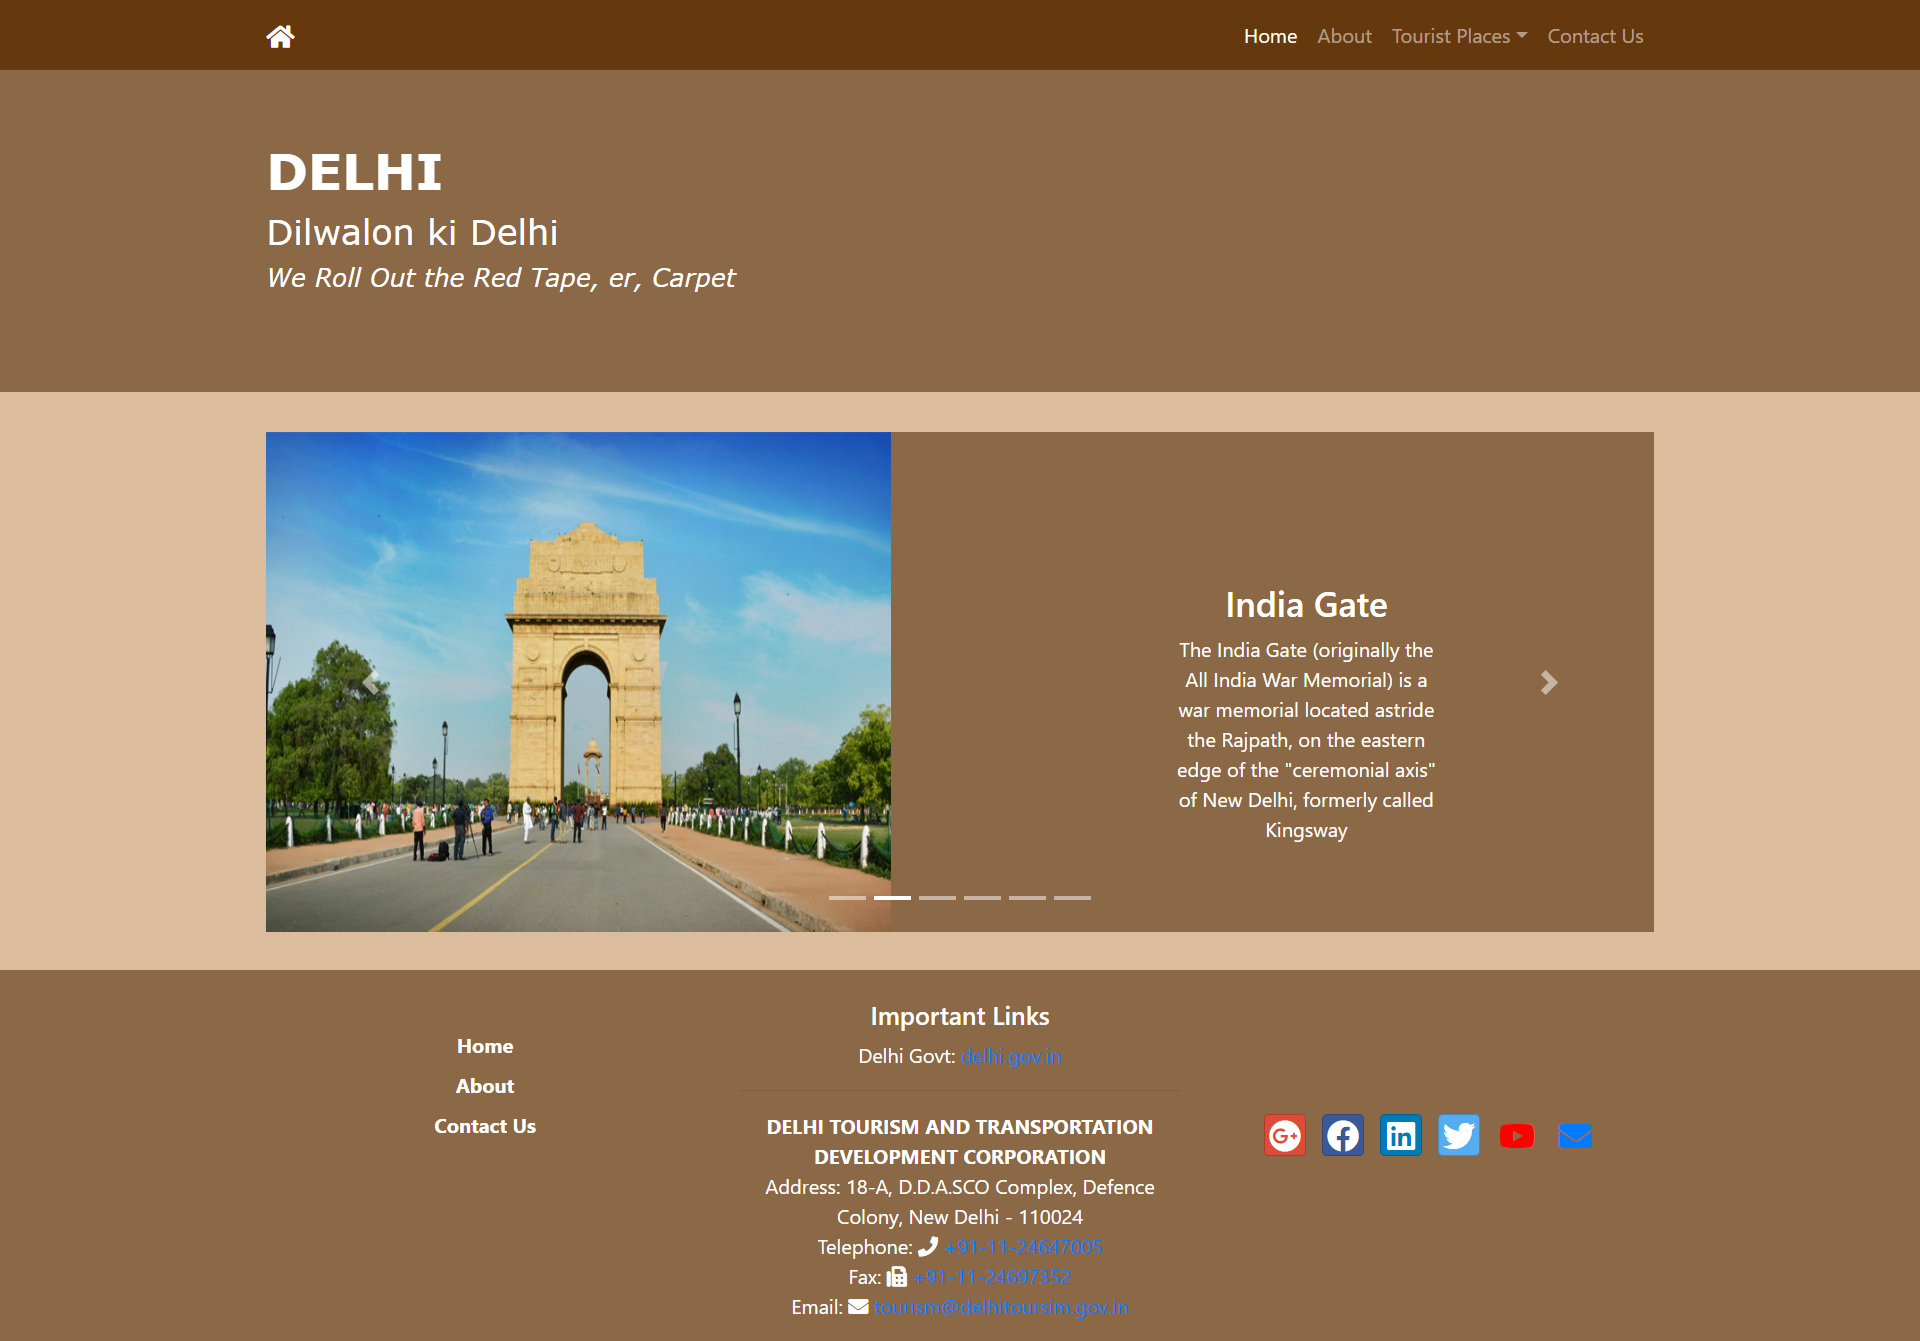 Home About Tourist Places Contact Us
DELHI
Dilwalon ki Delhi
We Roll Out the Red Tape, er, Carpet
India Gate
The India Gate (originally the
All India War Memorial) is a
war memorial located astride
the Rajpath, on the eastern
edge of the "ceremonial axis"
of New Delhi, formerly called
Kingsway
Home
About
Contact Us
Important Links
Delhi Govt: delhi.gov.in
DELHI TOURISM AND TRANSPORTATION
DEVELOPMENT CORPORATION
Address: 18-A, D.D.A.SCO Complex, Defence
Colony, New Delhi - 110024
Telephone: +91-11-24647005
Fax: +91-11-24697352
Email: tourism@delhitoursim.gov.in